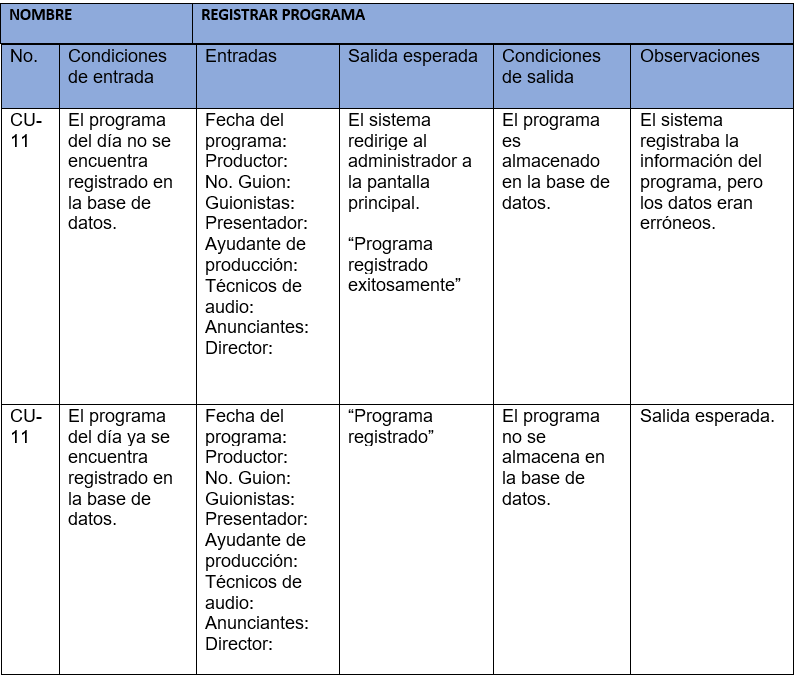 NOMBRE
REGISTRAR PROGRAMA
No.
Condiciones
de entrada
Entradas
Salida esperada
Condiciones
de salida
Observaciones
CU-
11
El programa
del día no se
encuentra
registrado en
la base de
datos.
Fecha del
programa:
Productor:
No. Guion:
Guionistas:
Presentador:
Ayudante de
producción:
Técnicos de
audio:
Anunciantes:
Director:
El sistema
redirige al
administrador a
la pantalla
principal.
“Programa
registrado
exitosamente”
El programa
es
almacenado
en la base de
datos.
El sistema
registraba la
información del
programa, pero
los datos eran
erróneos.
CU-
11
El programa
del día ya se
encuentra
registrado en
la base de
datos.
Fecha del
programa:
Productor:
No. Guion:
Guionistas:
Presentador:
Ayudante de
producción:
Técnicos de
audio:
Anunciantes:
Director:
“Programa
registrado”
El programa
no se
almacena en
la base de
datos.
Salida esperada.